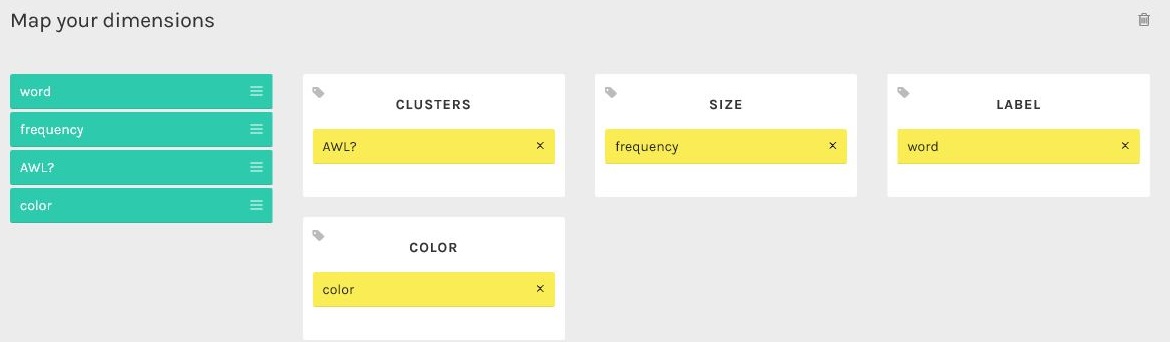 Map your dimensions
word
frequency
AWL?
color
CLUSTERS
AWL?
SIZE
frequency
LABEL
word
COLOR
color